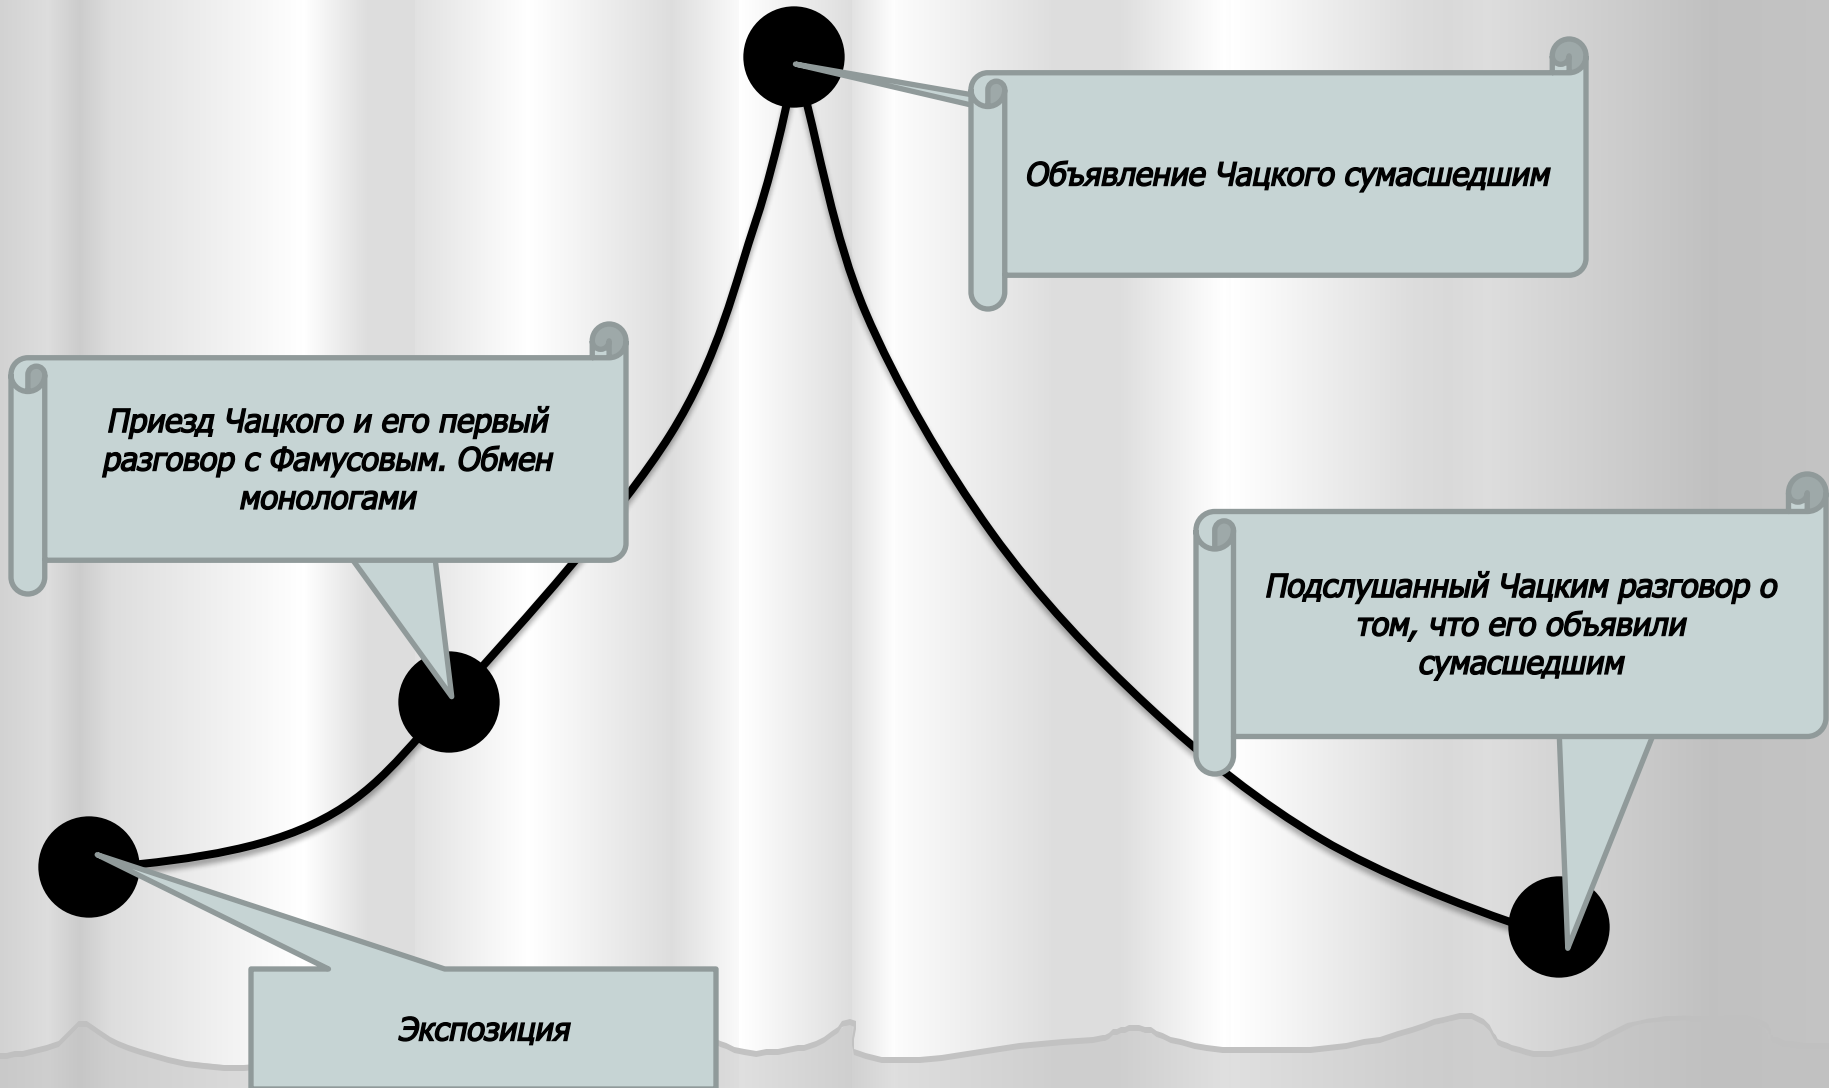 Объявление Чацкого сумасшедшим
Приезд Чацкого и его первый
разговор с Фамусовым. Обмен
монологами
Подслушанный Чацким разговор о
том, что его объявили
сумасшедшим
Экспозиция